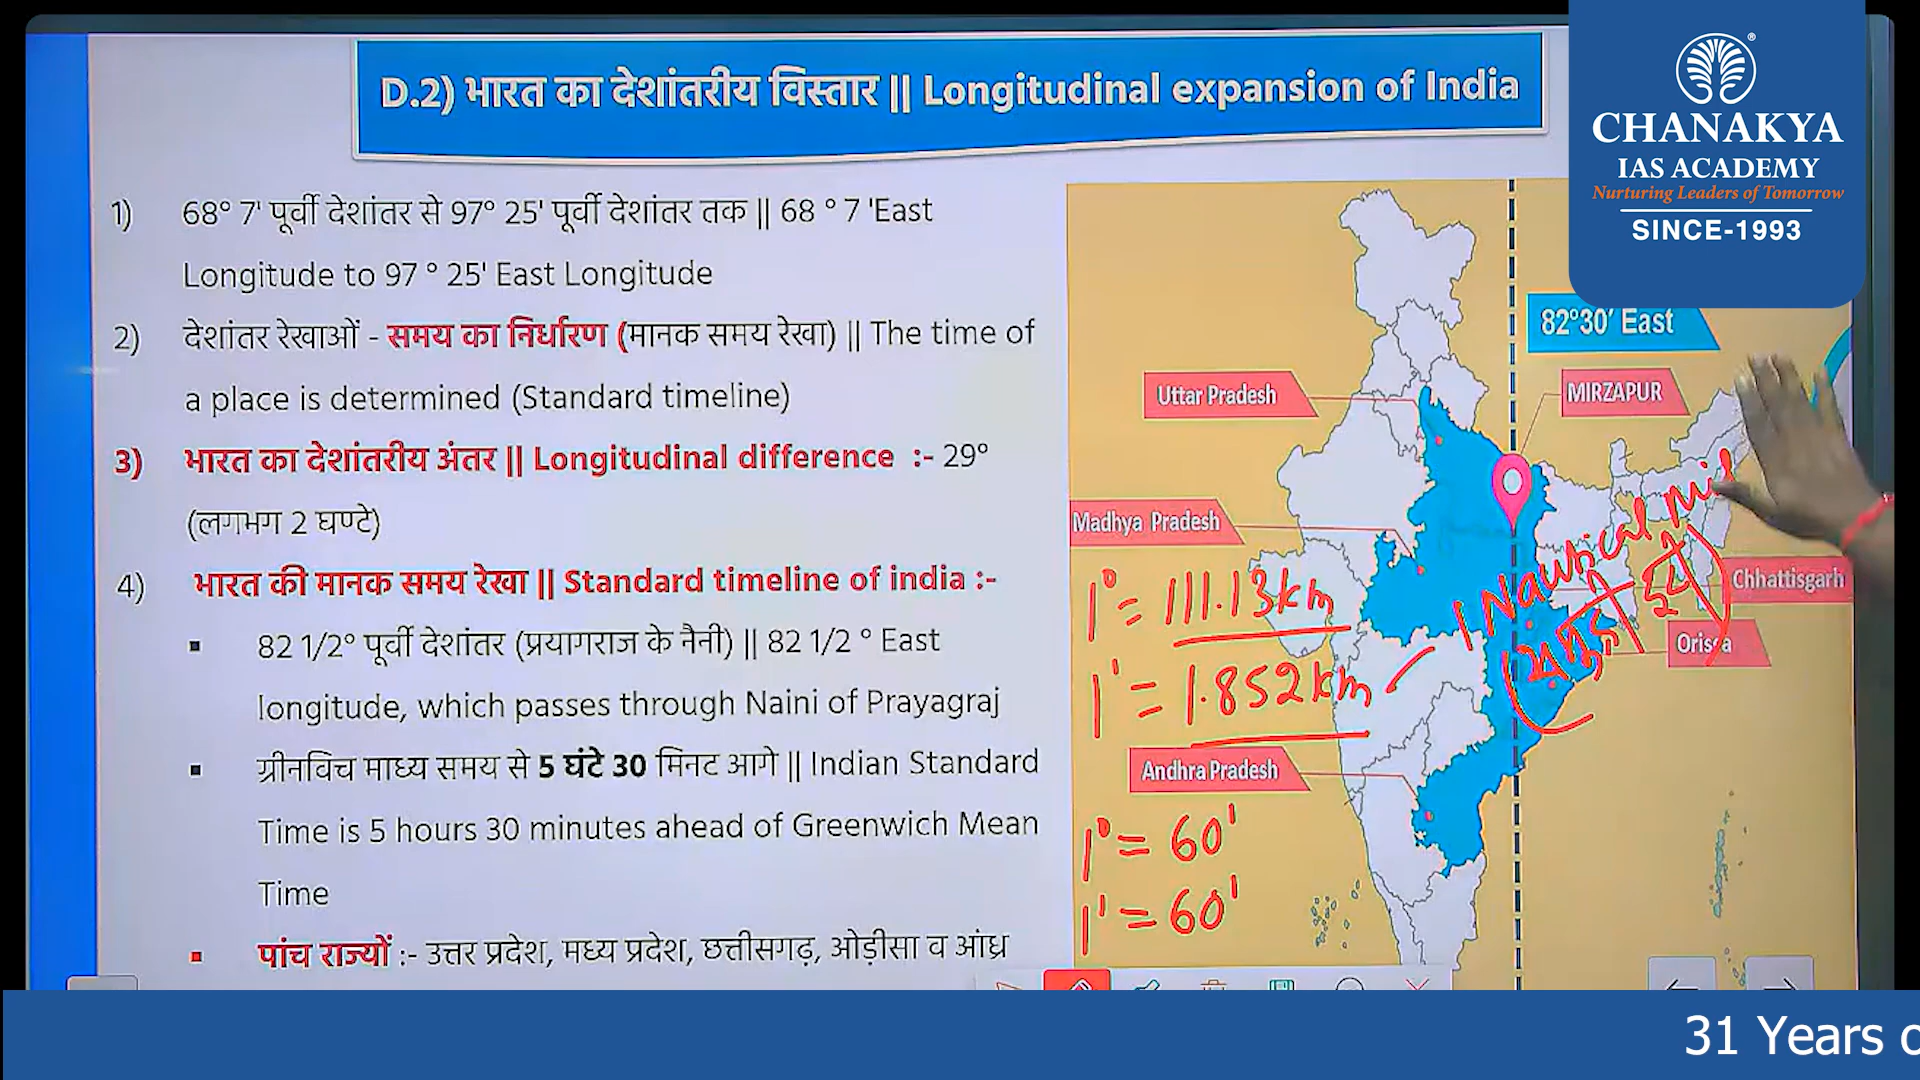 D.2) भारत का देशांतरीय विस्तार || Longitudinal expansion of India
CHANAKYA
IAS ACADEMY
Nurturing Leaders of Tomorrow
SINCE-1993
1) 68° 7' पूर्वी देशांतर से 97° 25' पूर्वी देशांतर तक || 68 ° 7 'East
Longitude to 97 ° 25' East Longitude
2) देशांतर रेखाओं - समय का निर्धारण (मानक समय रेखा) || The time of
a place is determined (Standard timeline)
3) भारत का देशांतरीय अंतर || Longitudinal difference :- 29°
(लगभग 2 घण्टे)
4) भारत की मानक समय रेखा || Standard timeline of india :-
▪ 82 1/2° पूर्वी देशांतर (प्रयागराज के नैनी) || 82 1/2 ° East
longitude, which passes through Naini of Prayagraj
▪ ग्रीनविच माध्य समय से 5 घंटे 30 मिनट आगे || Indian Standard
Time is 5 hours 30 minutes ahead of Greenwich Mean
Time
▪ पांच राज्यों :- उत्तर प्रदेश, मध्य प्रदेश, छत्तीसगढ़, ओड़ीसा व आंध्र
82°30' East
MIRZAPUR
Uttar Pradesh
Madhya Pradesh
Chhattisgarh
Orissa
Andhra Pradesh
1° = 111.13km
1' = 1.852km
1 Nautical
1° = 60'
1' = 60'
31 Years